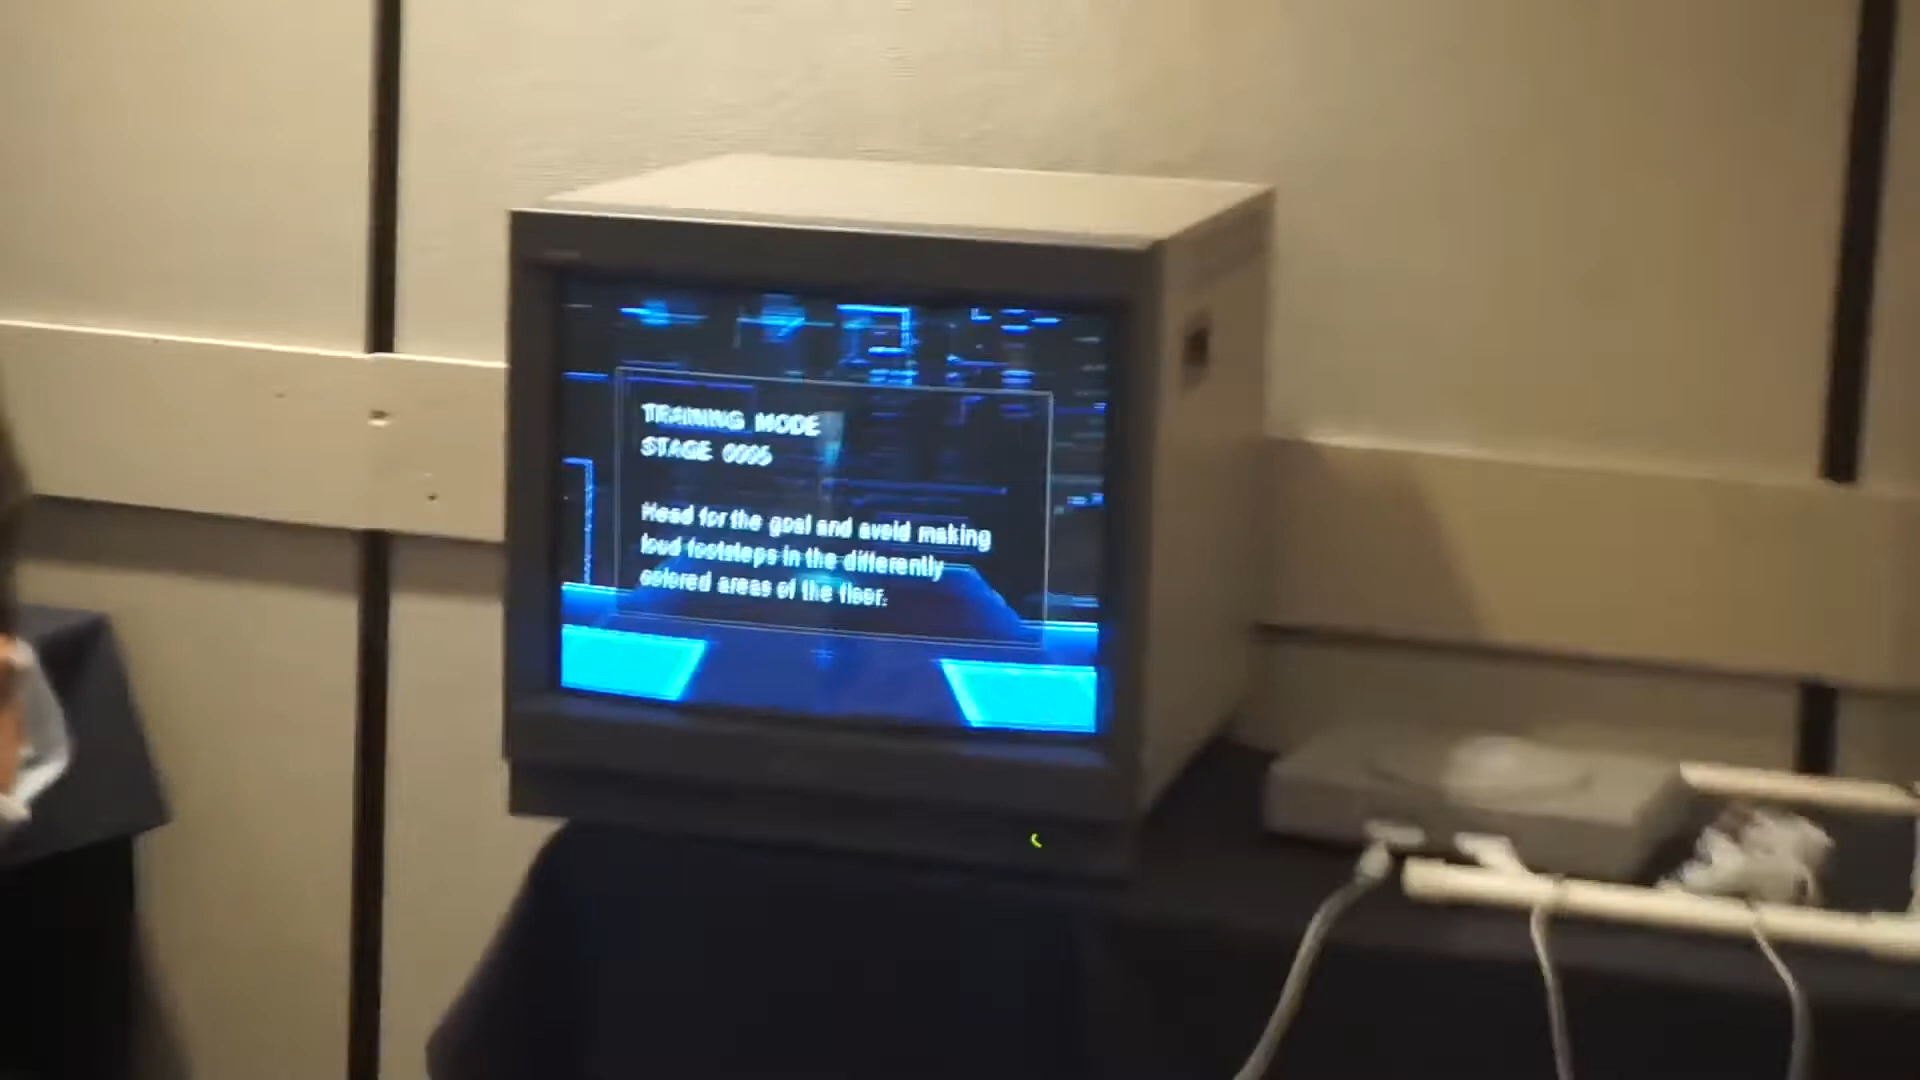 TRAINING MODE
STAGE 0005
Head for the goal and avoid making
loud footsteps in the differently
colored areas of the floor.